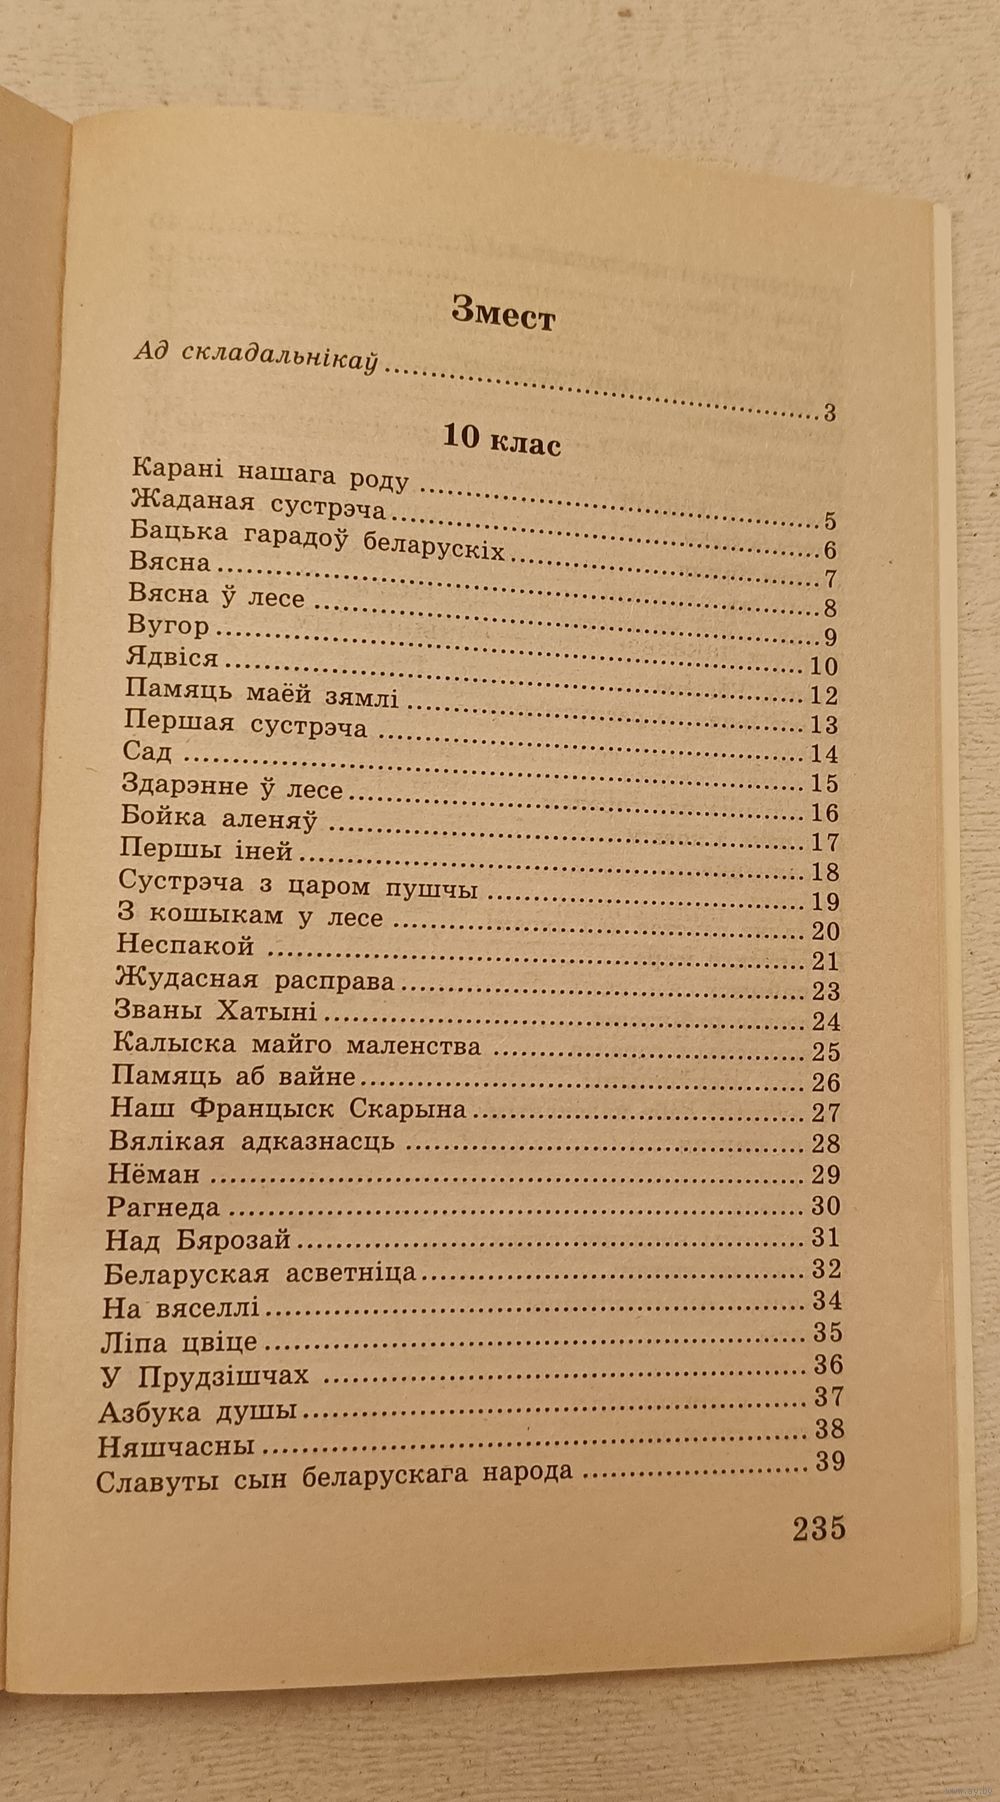 Змест
Ад складальнікаў 3
10 клас
Карані нашага роду 5
Жаданая сустрэча 6
Бацька гарадоў беларускіх 7
Вясна 8
Вясна ў лесе 9
Вугор 10
Ядвіся 12
Памяць маёй зямлі 13
Першая сустрэча 14
Сад 15
Здарэнне ў лесе 16
Бойка аленяў 17
Першы іней 18
Сустрэча з царом пушчы 19
З кошыкам у лесе 20
Неспакой 21
Жудасная расправа 23
Званы Хатыні 24
Калыска майго маленства 25
Памяць аб вайне 26
Наш Францыск Скарына 27
Вялікая адказнасць 28
Нёман 29
Рагнеда 30
Над Бярозай 31
Беларуская асветніца 32
На вяселлі 34
Ліпа цвіце 35
У Прудзішчах 36
Азбука душы 37
Няшчасны 38
Славуты сын беларускага народа 39
235